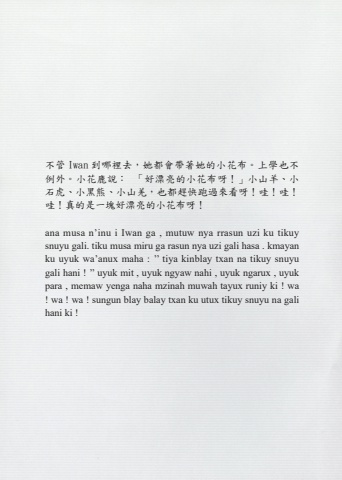 不管 Iwan 到哪裡去，她都會帶著她的小花布。上學也不
例外。小花鹿說：「好漂亮的小花布呀！」小山羊、小
石虎、小黑熊、小山羌，也都趕快跑過來看呀！哇！哇！
哇！真的是一塊好漂亮的小花布呀！
ana musa n’inu i Iwan ga , mutuw nya rrasun uzi ku tikuy
snuyu gali. tiku musa miru ga rasun nya uzi gali hasa . kmayan
ku uyuk wa’anux maha : ” tiya kinblay txan na tikuy snuyu
gali hani ! ” uyuk mit , uyuk ngyaw nahi , uyuk ngarux , uyuk
para , memaw yenga naha mzinah muwah tayux runiy ki ! wa
! wa ! wa ! sungun blay balay txan ku utux tikuy snuyu na gali
hani ki !